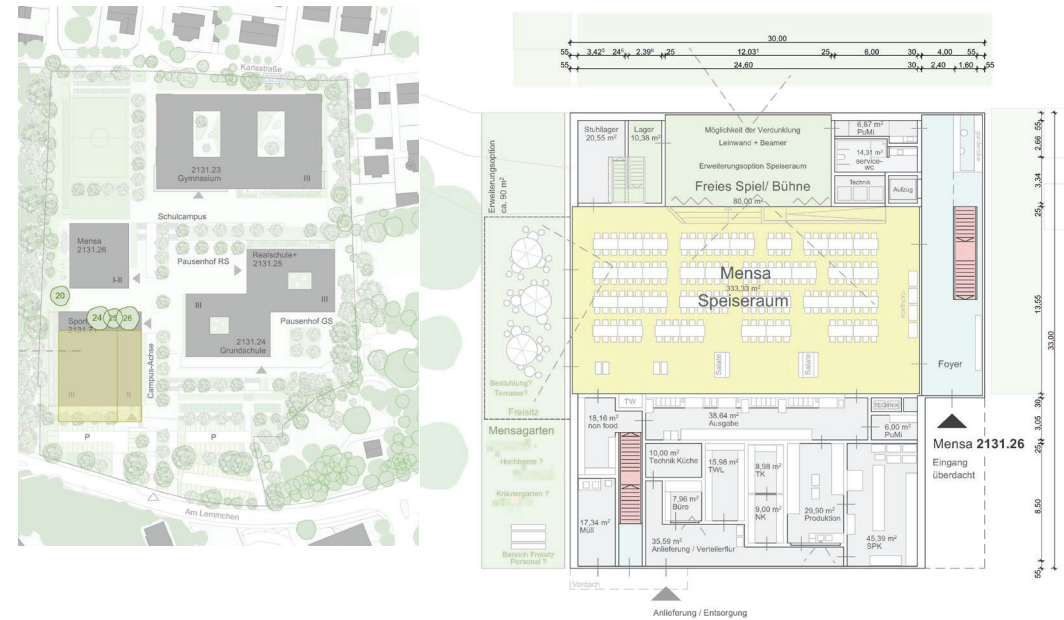 Karlsstraße
2131.23
Gymnasium
III
Schulcampus
Mensa
2131.26
I-II
Pausenhof RS
Realschule+
2131.25
III
III
20
24
26
Pausenhof GS
2131.24
Grundschule
Campus-Achse
III
II
P
P
Am Lemmchen
30,00
55
3,42⁵
24⁵
2,39⁵
25
12,03¹
25
6,00
30
4,00
55
55
24,60
30
2,40
1,60
55
Erweiterungsoption
ca. 90 m²
Stuhllager
20,55 m²
Lager
10,38 m²
Möglichkeit der Verdunklung
Leinwand + Beamer
Erweiterungsoption Speiseraum
Freies Spiel/ Bühne
80,00 m²
6,87 m²
PuMi
14,31 m²
service-
wc
Technik
Aufzug
Mensa
333,33 m²
Speiseraum
Salate
Salate
Foyer
55
2,66
3,34
25
13,55
33,00
30
3,05
25
8,50
55
55
Bestuhlung?
Terrasse?
Freisitz
Mensagarten
Hochbeete ?
Kräutergarten ?
Bereich Freisitz
Personal ?
TW
18,16 m²
non food
38,64 m²
Ausgabe
TECHNIK
6,00 m²
PuMi
10,00 m²
Technik Küche
15,98 m²
TWL
8,98 m²
TK
7,96 m²
Büro
9,00 m²
NK
29,90 m²
Produktion
17,34 m²
Müll
35,59 m²
Anlieferung / Verteilerflur
45,39 m²
SPK
Mensa 2131.26
Eingang
überdacht
Vordach
Anlieferung / Entsorgung